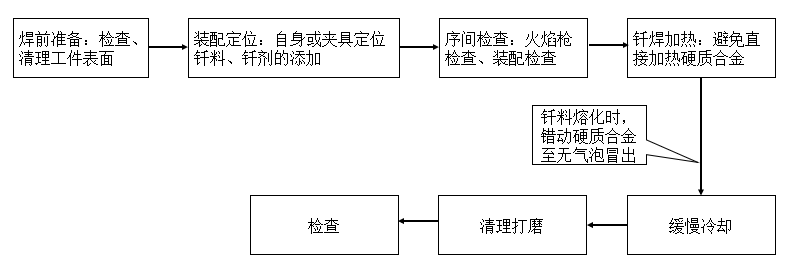 焊前准备：检查、
清理工件表面
装配定位：自身或夹具定位
钎料、钎剂的添加
序间检查：火焰枪
检查、装配检查
钎焊加热：避免直
接加热硬质合金
钎料熔化时，
错动硬质合金
至无气泡冒出
检查
清理打磨
缓慢冷却